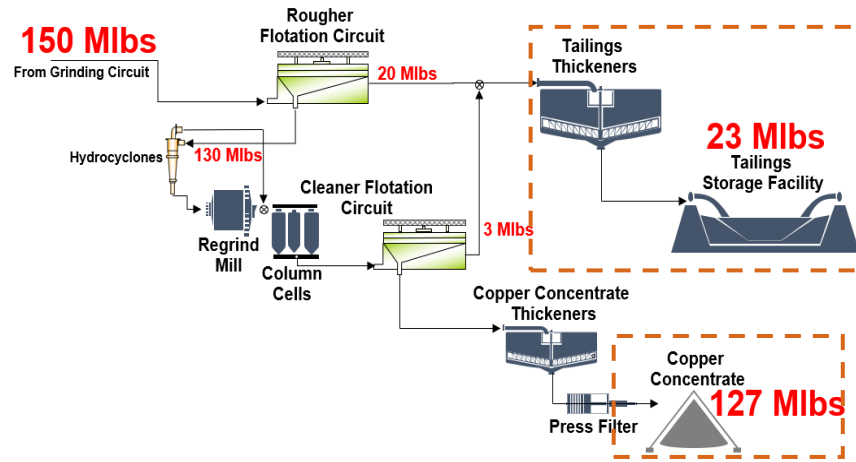 Rougher
Flotation Circuit
150 Mlbs
From Grinding Circuit
20 Mlbs
Tailings
Thickeners
Hydrocyclones
130 Mlbs
23 Mlbs
Tailings
Storage Facility
Cleaner Flotation
Circuit
3 Mlbs
Regrind
Mill
Column
Cells
Copper Concentrate
Thickeners
Copper
Concentrate
127 Mlbs
Press Filter